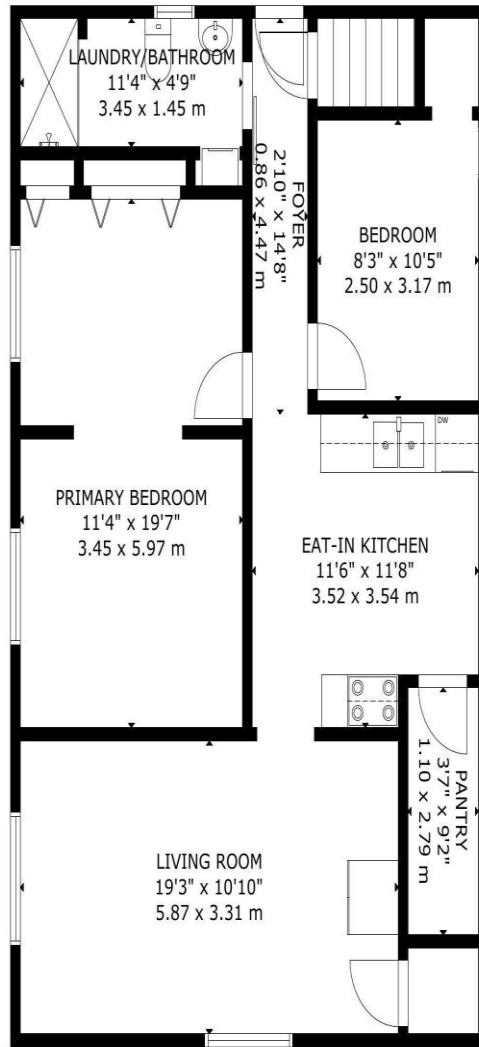 LAUNDRY/BATHROOM
11'4" x 4'9"
3.45 x 1.45 m
FOYER
2'10" x 14'8"
0.86 x 4.47 m
BEDROOM
8'3" x 10'5"
2.50 x 3.17 m
DW
PRIMARY BEDROOM
11'4" x 19'7"
3.45 x 5.97 m
EAT-IN KITCHEN
11'6" x 11'8"
3.52 x 3.54 m
PANTRY
3'7" x 9'2"
1.10 x 2.79 m
LIVING ROOM
19'3" x 10'10"
5.87 x 3.31 m